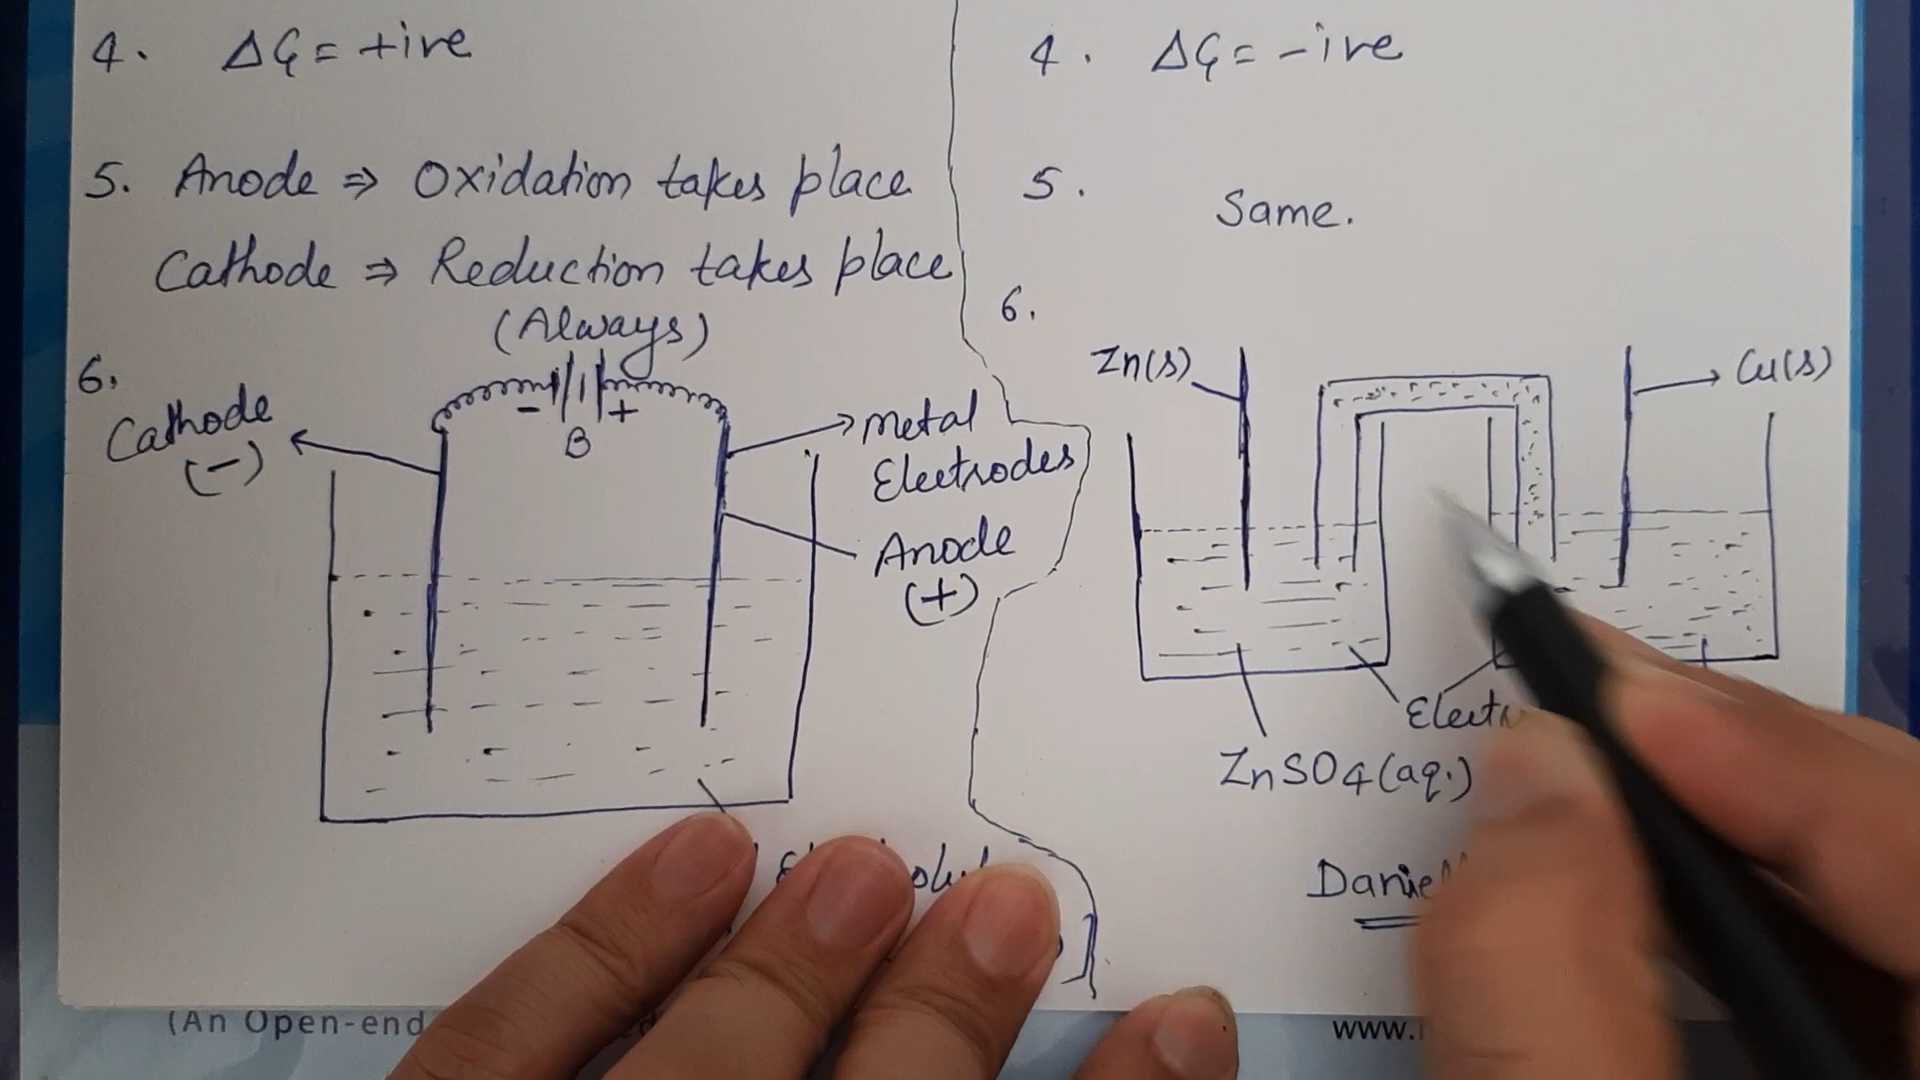 4. ΔG = +ive
5. Anode ⇒ Oxidation takes place
Cathode ⇒ Reduction takes place
(Always)
6.
Cathode
(-)
- +
B
Metal
Electrodes
Anode
(+)
4. ΔG = -ive
5. Same.
6.
Zn(s)
Cu(s)
ZnSO4(aq.)
(An Open-end
www.